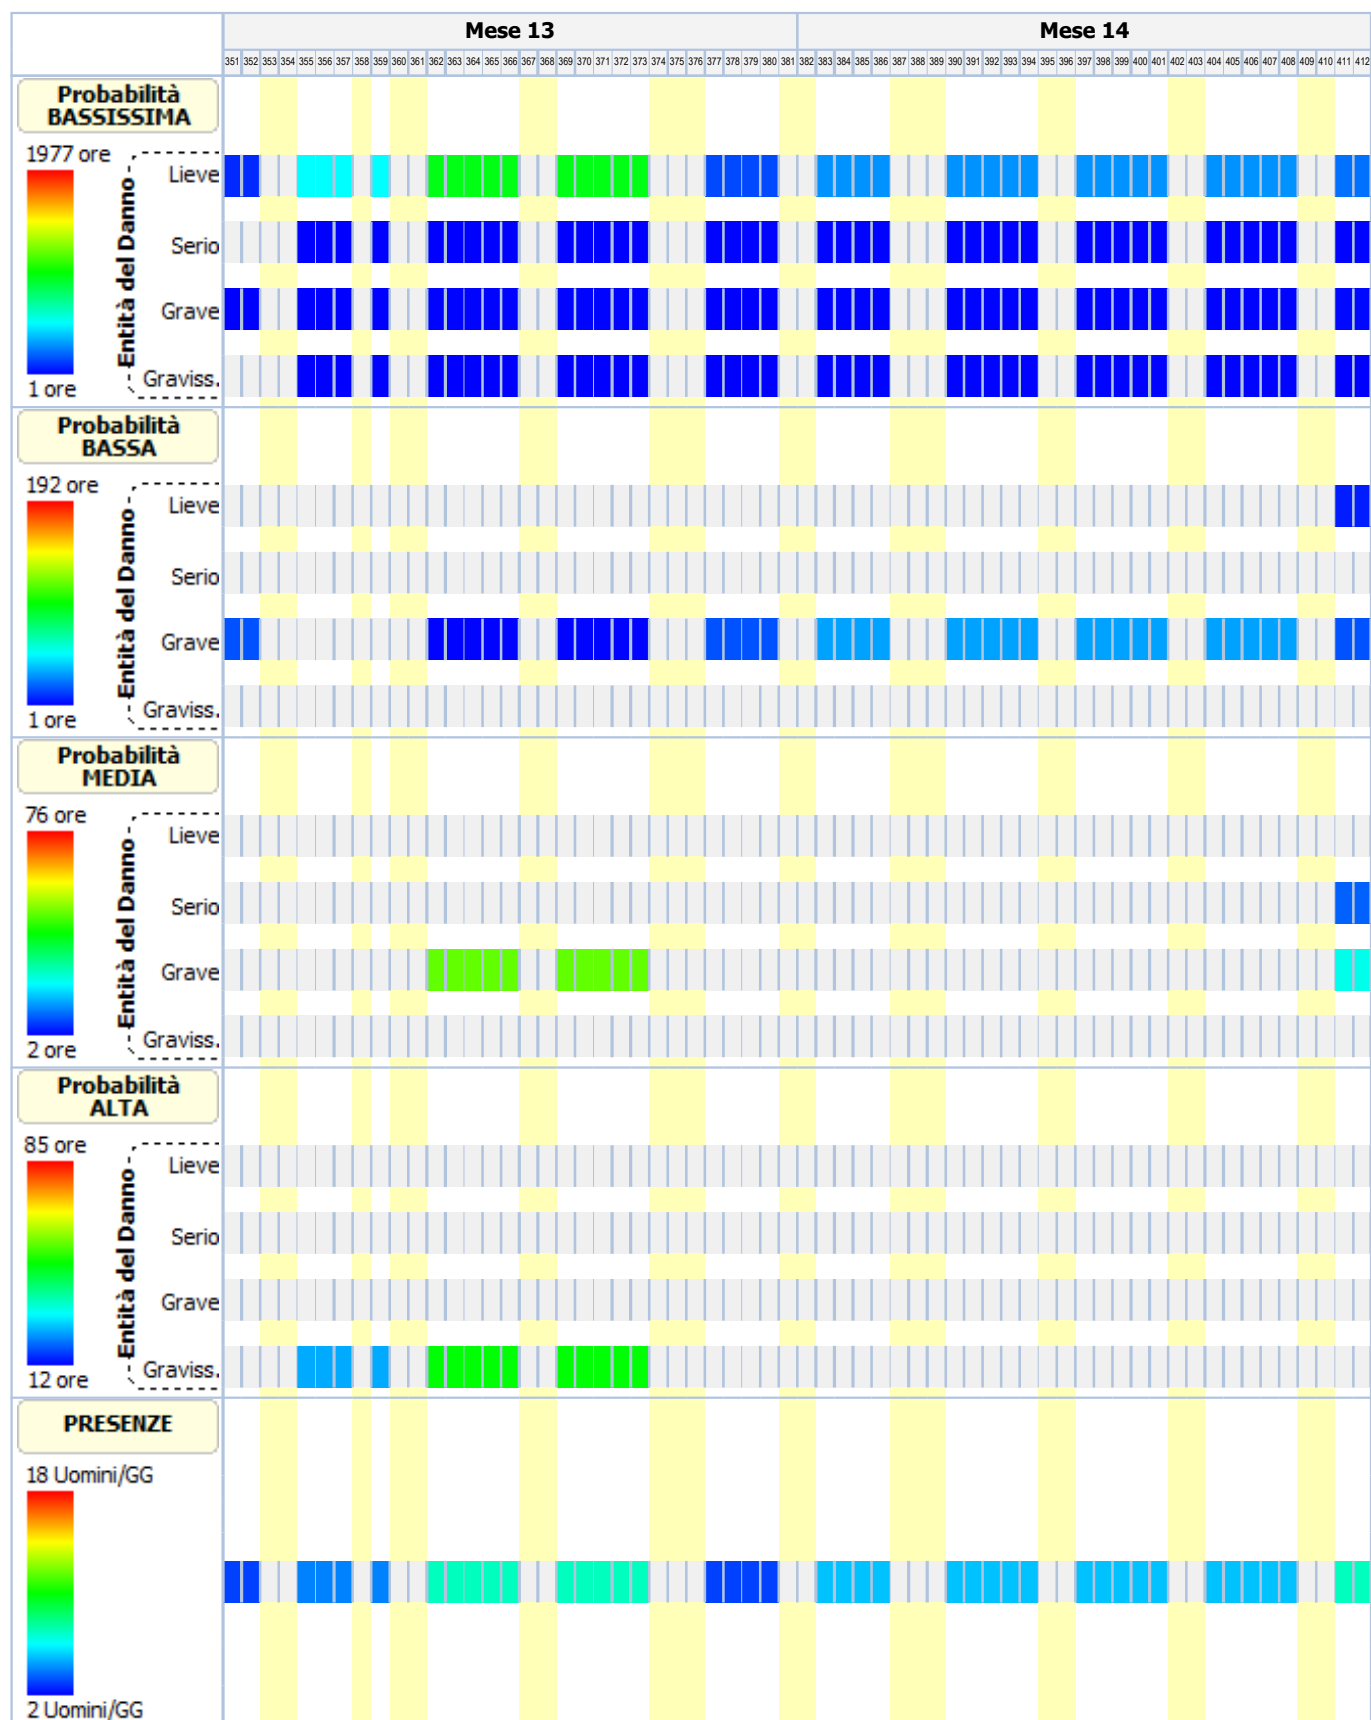 Mese 13 Mese 14
351 352 353 354 355 356 357 358 359 360 361 362 363 364 365 366 367 368 369 370 371 372 373 374 375 376 377 378 379 380 381 382 383 384 385 386 387 388 389 390 391 392 393 394 395 396 397 398 399 400 401 402 403 404 405 406 407 408 409 410 411 412
Probabilità
BASSISSIMA
1977 ore
Entità del Danno
Lieve
Serio
Grave
Graviss.
1 ore
Probabilità
BASSA
192 ore
Entità del Danno
Lieve
Serio
Grave
Graviss.
1 ore
Probabilità
MEDIA
76 ore
Entità del Danno
Lieve
Serio
Grave
Graviss.
2 ore
Probabilità
ALTA
85 ore
Entità del Danno
Lieve
Serio
Grave
Graviss.
12 ore
PRESENZE
18 Uomini/GG
2 Uomini/GG